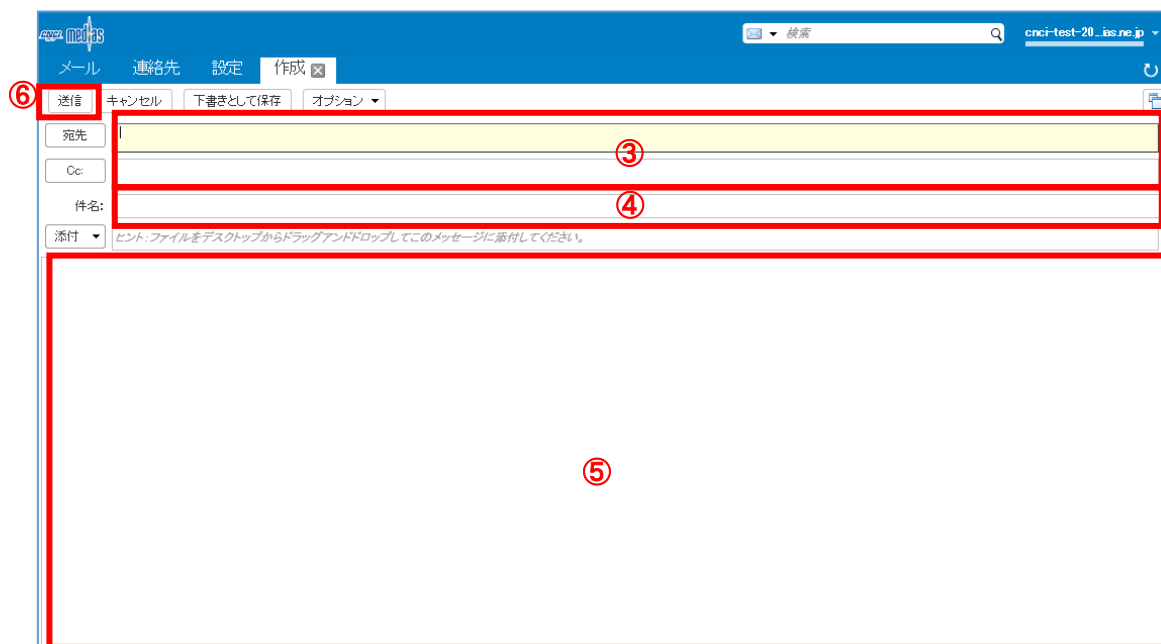 CNCI medias
検索
cnci-test-20...ias.ne.jp
メール 連絡先 設定 作成
⑥ 送信 キャンセル 下書きとして保存 オプション
宛先
③
Cc:
件名: ④
添付 ヒント:ファイルをデスクトップからドラッグアンドドロップしてこのメッセージに添付してください。
⑤